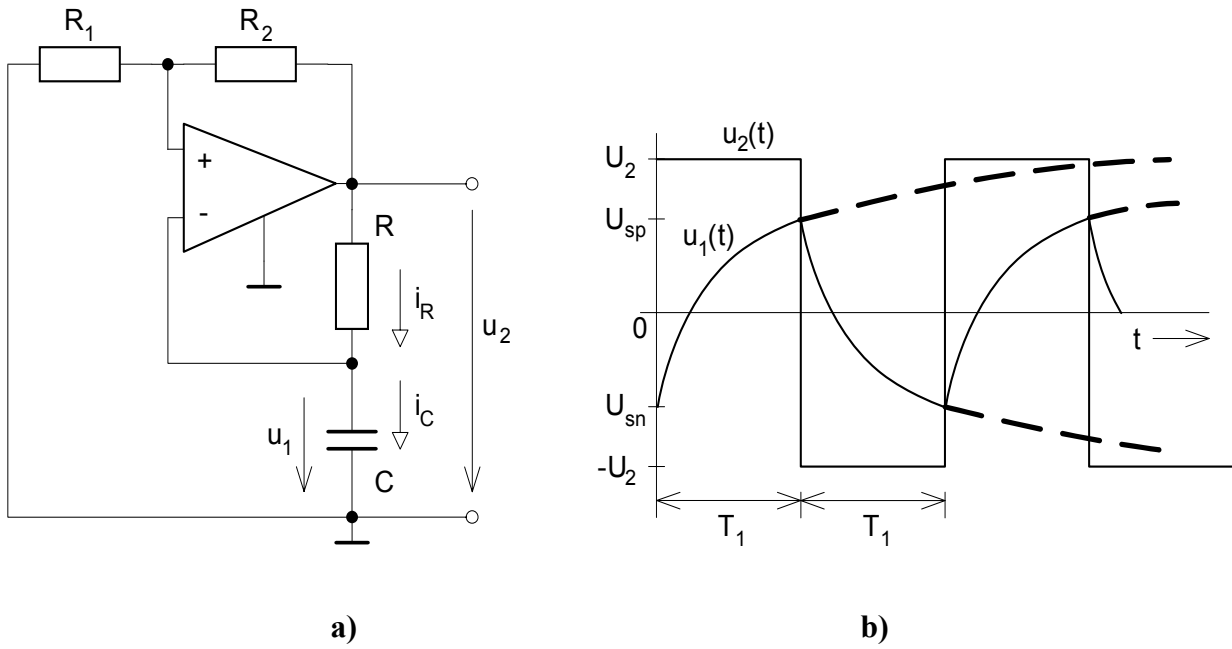 R1 R2
+
-
R
iR
u2
iC
u1
C
a)
u2(t)
U2
Usp
u1(t)
0
t
Usn
-U2
T1 T1
b)